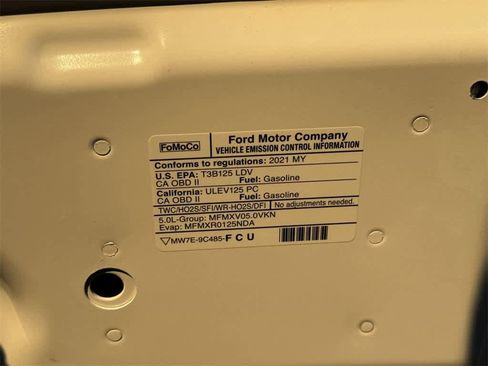 FoMoCo
Ford Motor Company
VEHICLE EMISSION CONTROL INFORMATION
Conforms to regulations: 2021 MY
U.S. EPA: T3B125 LDV
CA OBD II Fuel: Gasoline
California: ULEV125 PC
CA OBD II Fuel: Gasoline
TWC/HO2S/SFI/WR-HO2S/DFI No adjustments needed.
5.0L-Group: MFMXV05.0VKN
Evap: MFMXR0125NDA
MW7E-9C485-FCU